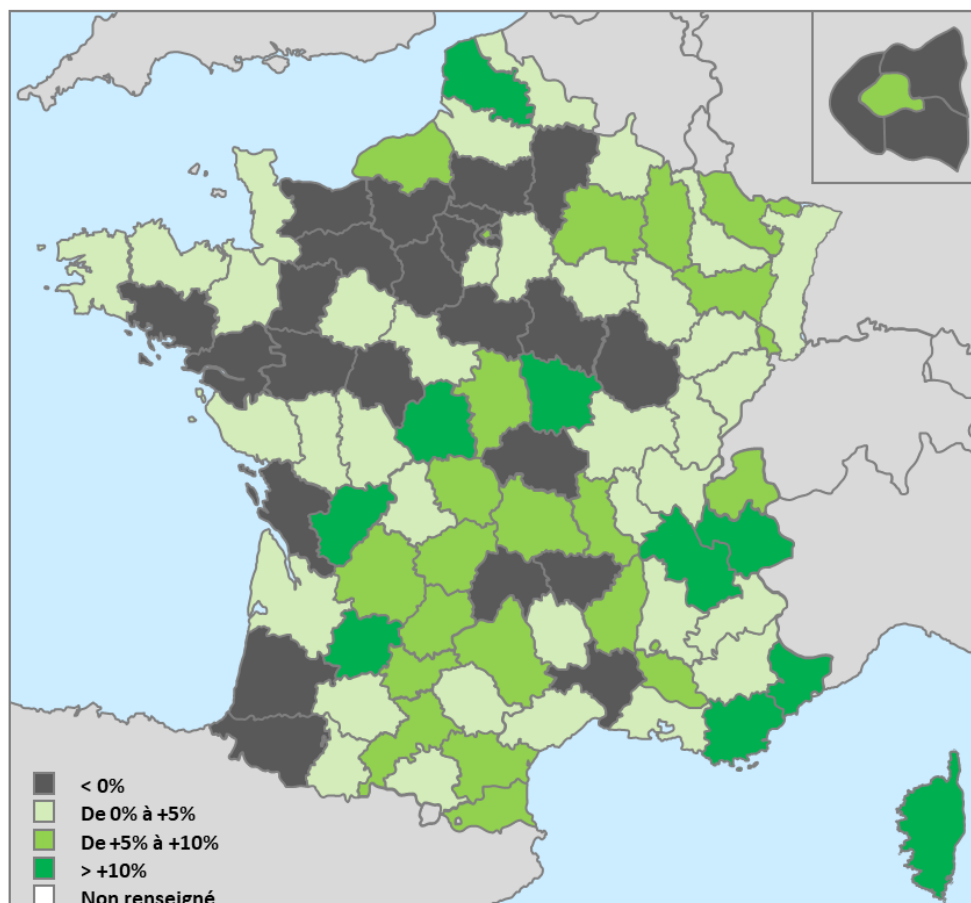 < 0%
De 0% à +5%
De +5% à +10%
> +10%
Non renseigné